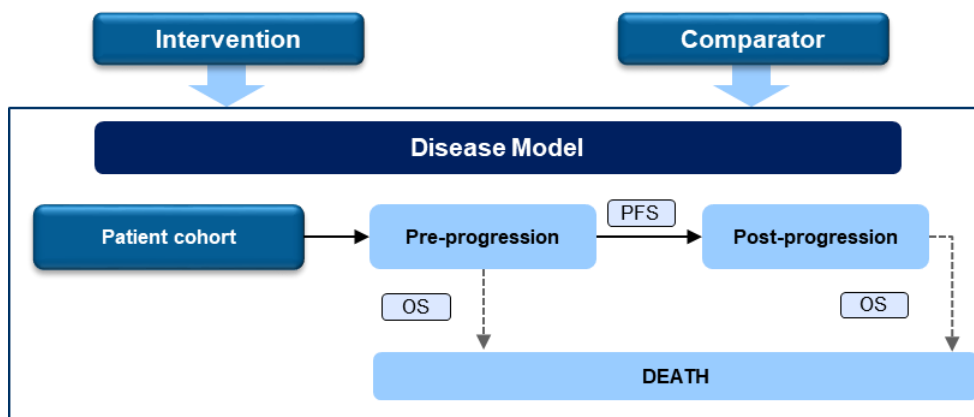 Intervention
Comparator
Disease Model
Patient cohort
Pre-progression
PFS
Post-progression
OS
OS
DEATH